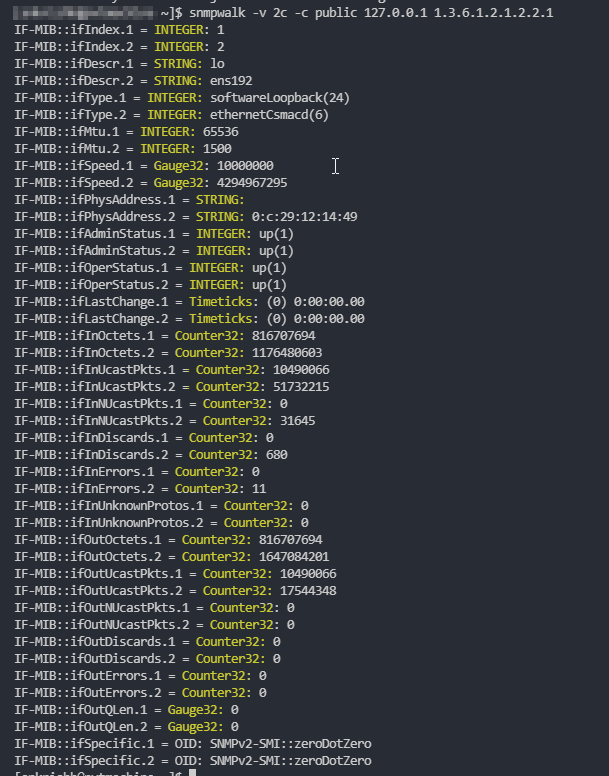 ~]$ snmpwalk -v 2c -c public 127.0.0.1 1.3.6.1.2.1.2.2.1
IF-MIB::ifIndex.1 = INTEGER: 1
IF-MIB::ifIndex.2 = INTEGER: 2
IF-MIB::ifDescr.1 = STRING: lo
IF-MIB::ifDescr.2 = STRING: ens192
IF-MIB::ifType.1 = INTEGER: softwareLoopback(24)
IF-MIB::ifType.2 = INTEGER: ethernetCsmacd(6)
IF-MIB::ifMtu.1 = INTEGER: 65536
IF-MIB::ifMtu.2 = INTEGER: 1500
IF-MIB::ifSpeed.1 = Gauge32: 10000000
IF-MIB::ifSpeed.2 = Gauge32: 4294967295
IF-MIB::ifPhysAddress.1 = STRING:
IF-MIB::ifPhysAddress.2 = STRING: 0:c:29:12:14:49
IF-MIB::ifAdminStatus.1 = INTEGER: up(1)
IF-MIB::ifAdminStatus.2 = INTEGER: up(1)
IF-MIB::ifOperStatus.1 = INTEGER: up(1)
IF-MIB::ifOperStatus.2 = INTEGER: up(1)
IF-MIB::ifLastChange.1 = Timeticks: (0) 0:00:00.00
IF-MIB::ifLastChange.2 = Timeticks: (0) 0:00:00.00
IF-MIB::ifInOctets.1 = Counter32: 816707694
IF-MIB::ifInOctets.2 = Counter32: 1176480603
IF-MIB::ifInUcastPkts.1 = Counter32: 10490066
IF-MIB::ifInUcastPkts.2 = Counter32: 51732215
IF-MIB::ifInNUcastPkts.1 = Counter32: 0
IF-MIB::ifInNUcastPkts.2 = Counter32: 31645
IF-MIB::ifInDiscards.1 = Counter32: 0
IF-MIB::ifInDiscards.2 = Counter32: 680
IF-MIB::ifInErrors.1 = Counter32: 0
IF-MIB::ifInErrors.2 = Counter32: 11
IF-MIB::ifInUnknownProtos.1 = Counter32: 0
IF-MIB::ifInUnknownProtos.2 = Counter32: 0
IF-MIB::ifOutOctets.1 = Counter32: 816707694
IF-MIB::ifOutOctets.2 = Counter32: 1647084201
IF-MIB::ifOutUcastPkts.1 = Counter32: 10490066
IF-MIB::ifOutUcastPkts.2 = Counter32: 17544348
IF-MIB::ifOutNUcastPkts.1 = Counter32: 0
IF-MIB::ifOutNUcastPkts.2 = Counter32: 0
IF-MIB::ifOutDiscards.1 = Counter32: 0
IF-MIB::ifOutDiscards.2 = Counter32: 0
IF-MIB::ifOutErrors.1 = Counter32: 0
IF-MIB::ifOutErrors.2 = Counter32: 0
IF-MIB::ifOutQLen.1 = Gauge32: 0
IF-MIB::ifOutQLen.2 = Gauge32: 0
IF-MIB::ifSpecific.1 = OID: SNMPv2-SMI::zeroDotZero
IF-MIB::ifSpecific.2 = OID: SNMPv2-SMI::zeroDotZero